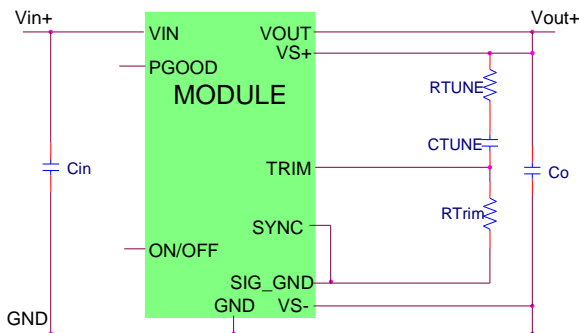 Vin+
Vout+
VIN
VOUT
VS+
PGOOD
MODULE
RTUNE
CTUNE
TRIM
Cin
Co
RTrim
SYNC
ON/OFF
SIG_GND
GND
GND
VS-